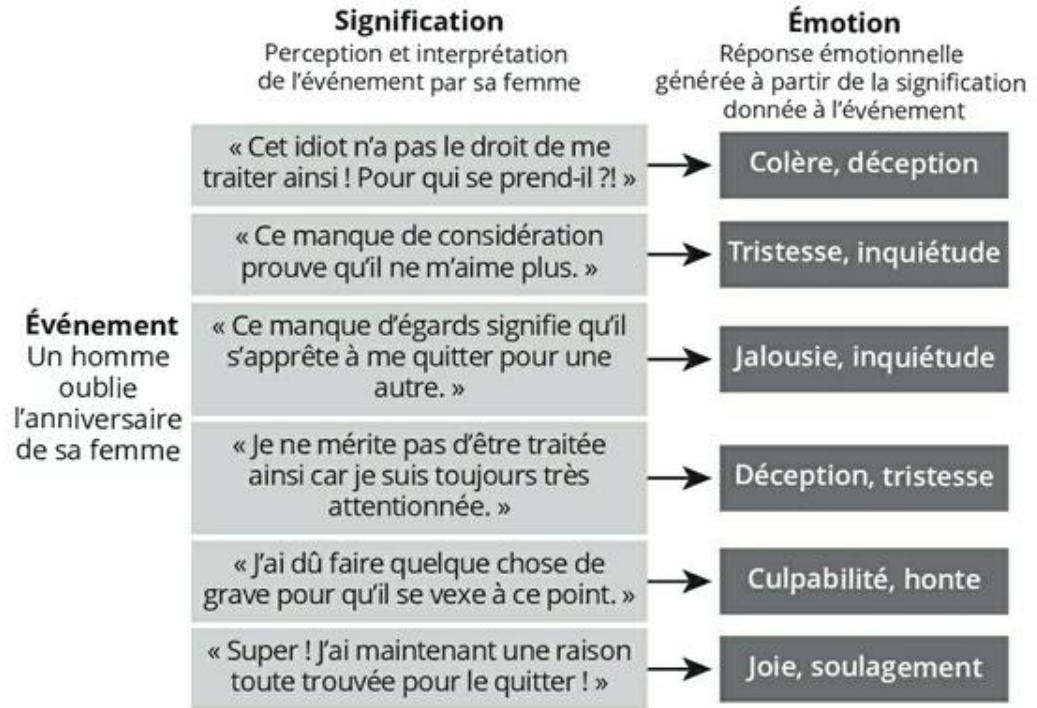 Signification
Perception et interprétation
de l'événement par sa femme
Émotion
Réponse émotionnelle
générée à partir de la signification
donnée à l'événement
Événement
Un homme
oublie
l'anniversaire
de sa femme
« Cet idiot n'a pas le droit de me
traiter ainsi ! Pour qui se prend-il ?! »
Colère, déception
« Ce manque de considération
prouve qu'il ne m'aime plus. »
Tristesse, inquiétude
« Ce manque d'égards signifie qu'il
s'apprête à me quitter pour une
autre. »
Jalousie, inquiétude
« Je ne mérite pas d'être traitée
ainsi car je suis toujours très
attentionnée. »
Déception, tristesse
« J'ai dû faire quelque chose de
grave pour qu'il se vexe à ce point. »
Culpabilité, honte
« Super ! J'ai maintenant une raison
toute trouvée pour le quitter ! »
Joie, soulagement